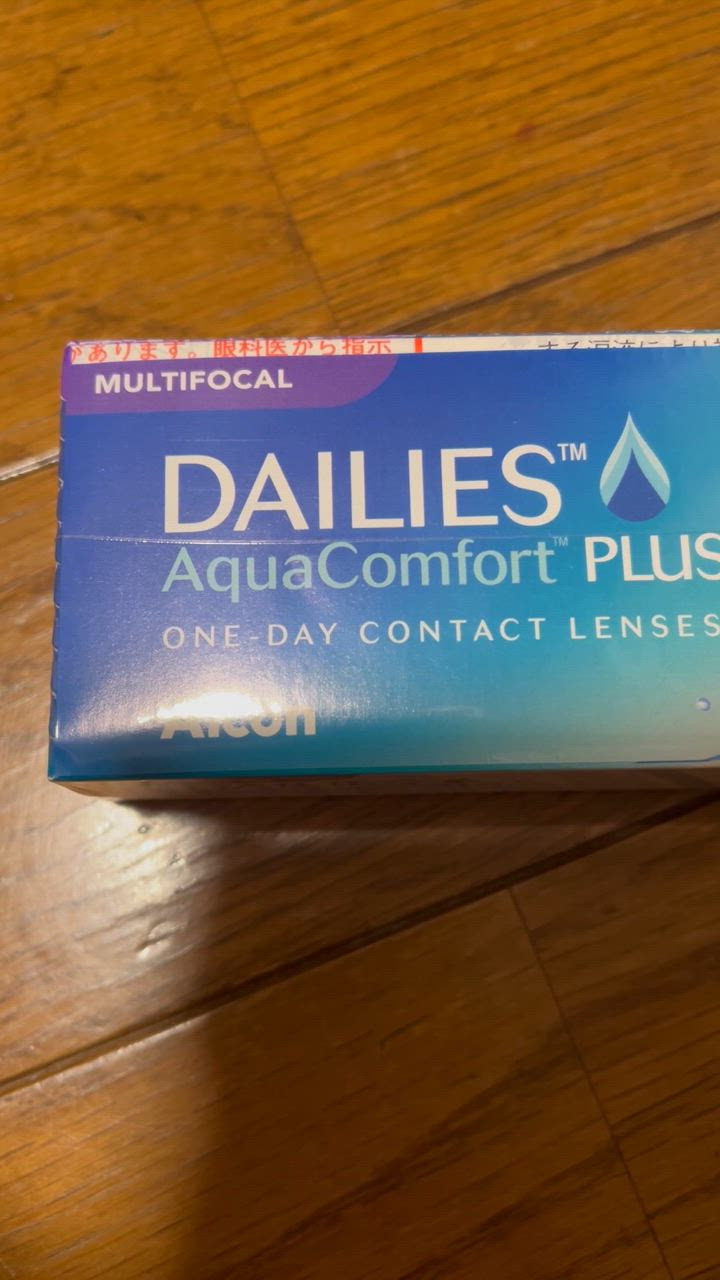 があります。眼科医から指示
MULTIFOCAL
DAILIES™
AquaComfort™ PLUS
ONE-DAY CONTACT LENSES
Alcon